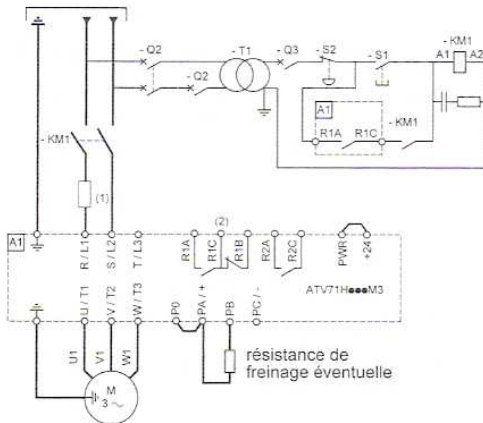 - Q2
- T1
- Q3
- S2
- S1
- KM1
A1
A2
- Q2
A1
R1A
R1C
- KM1
- KM1
(1)
(2)
A1
R / L1
S / L2
T / L3
R1A
R1C
R1B
R2A
R2C
PWR
+24
ATV71H●●●M3
U / T1
V / T2
W / T3
P0
PA / +
PB
PC / -
U1
V1
W1
M
3 ~
résistance de
freinage éventuelle